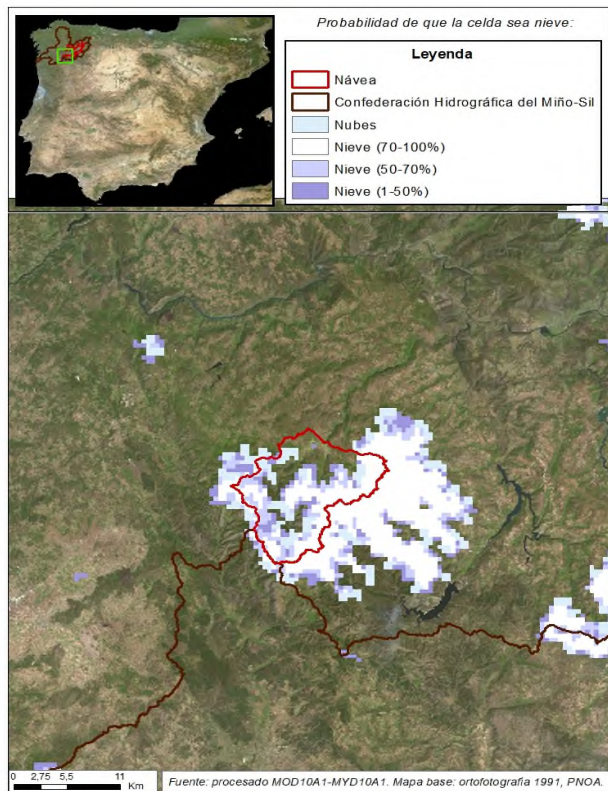 Probabilidad de que la celda sea nieve:
Leyenda
Návea
Confederación Hidrográfica del Miño-Sil
Nubes
Nieve (70-100%)
Nieve (50-70%)
Nieve (1-50%)
0 2,75 5,5 11
Km
Fuente: procesado MOD10A1-MYD10A1. Mapa base: ortofotografía 1991, PNOA.